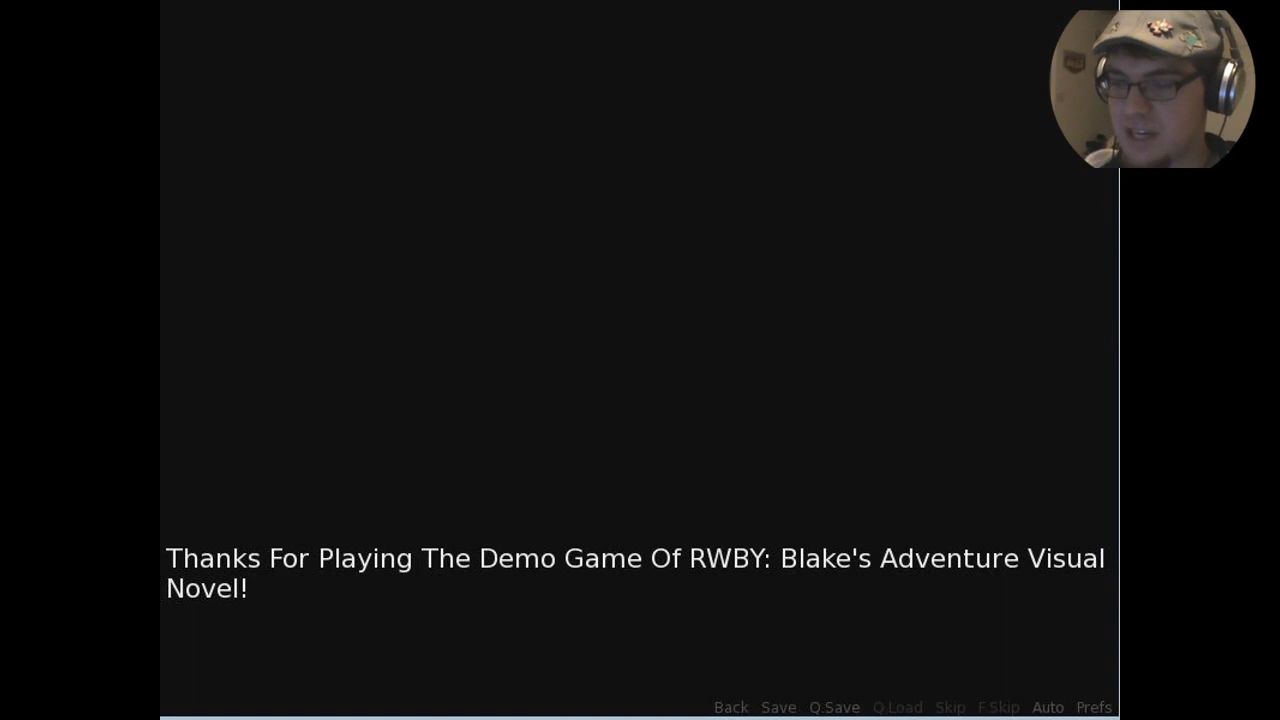 Thanks For Playing The Demo Game Of RWBY: Blake's Adventure Visual
Novel!
Back Save Q.Save Q.Load Skip F.Skip Auto Prefs